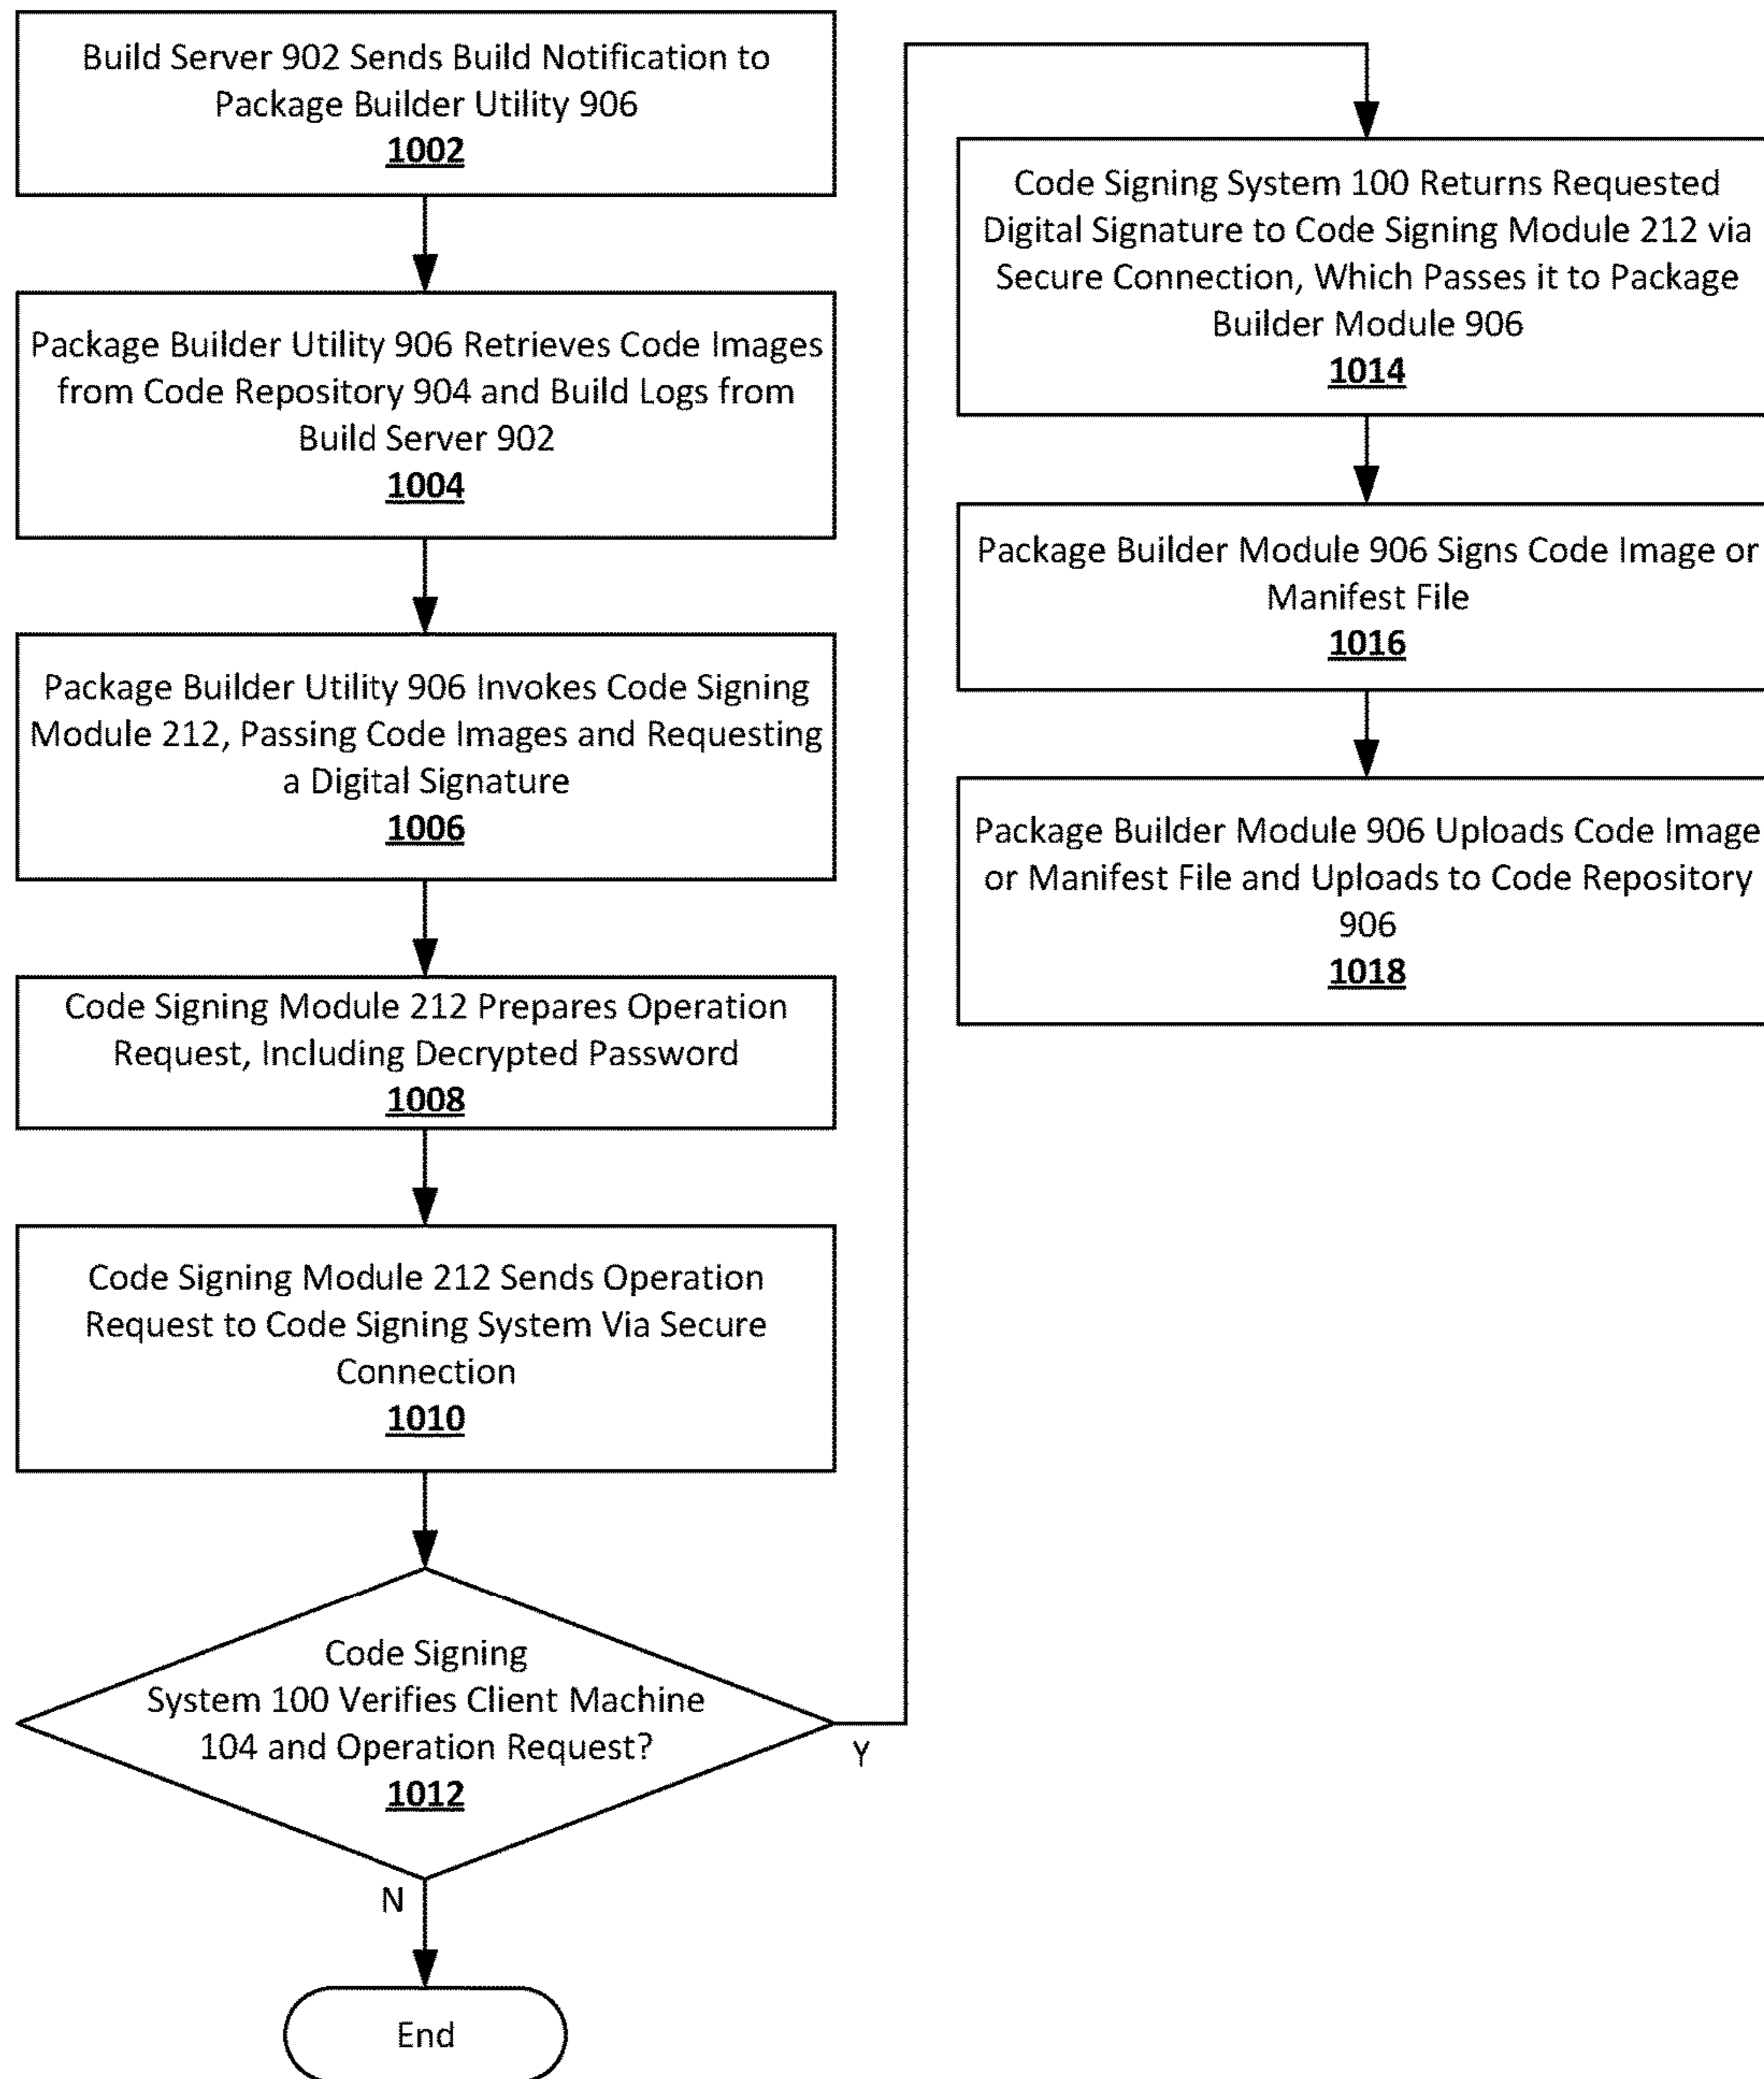 Build Server 902 Sends Build Notification to
Package Builder Utility 906
1002
Package Builder Utility 906 Retrieves Code Images
from Code Repository 904 and Build Logs from
Build Server 902
1004
Package Builder Utility 906 Invokes Code Signing
Module 212, Passing Code Images and Requesting
a Digital Signature
1006
Code Signing Module 212 Prepares Operation
Request, Including Decrypted Password
1008
Code Signing Module 212 Sends Operation
Request to Code Signing System Via Secure
Connection
1010
Code Signing
System 100 Verifies Client Machine
104 and Operation Request?
1012
Y
N
End
Code Signing System 100 Returns Requested
Digital Signature to Code Signing Module 212 via
Secure Connection, Which Passes it to Package
Builder Module 906
1014
Package Builder Module 906 Signs Code Image or
Manifest File
1016
Package Builder Module 906 Uploads Code Image
or Manifest File and Uploads to Code Repository
906
1018